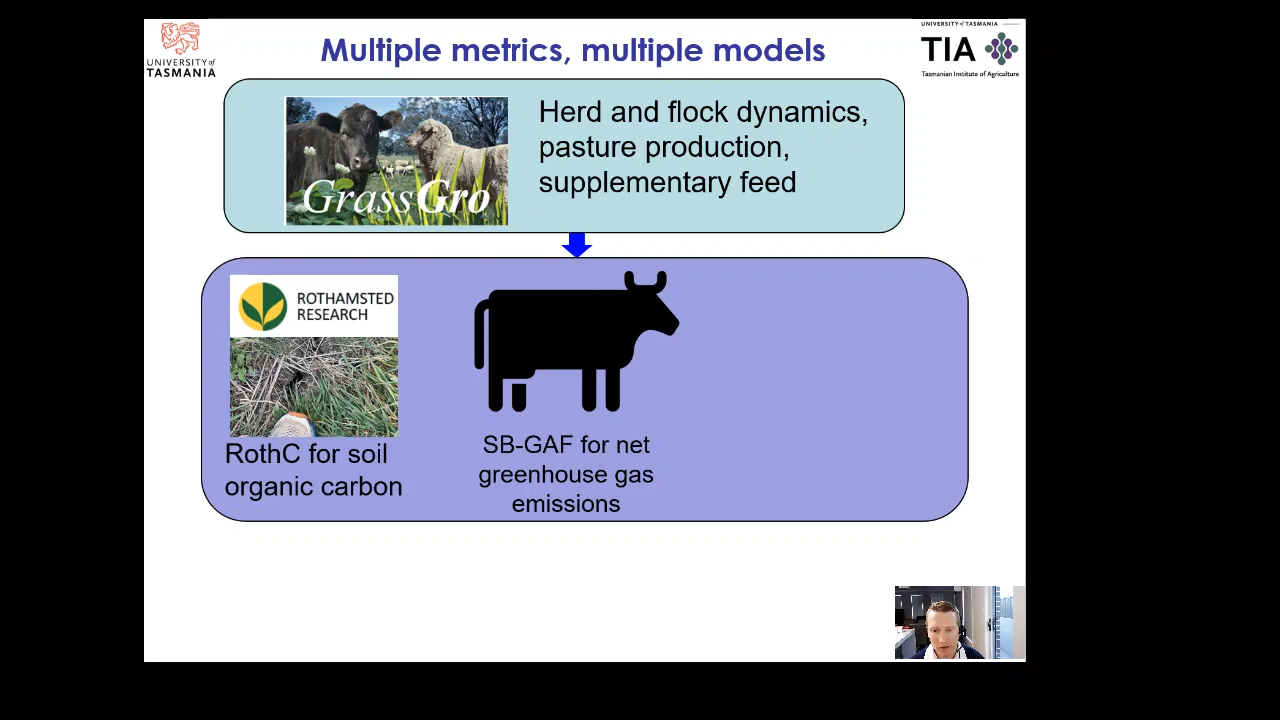 UNIVERSITY of
TASMANIA
Multiple metrics, multiple models
UNIVERSITY of TASMANIA
TIA
Tasmanian Institute of Agriculture
GrassGro®
Herd and flock dynamics,
pasture production,
supplementary feed
ROTHAMSTED
RESEARCH
RothC for soil
organic carbon
SB-GAF for net
greenhouse gas
emissions